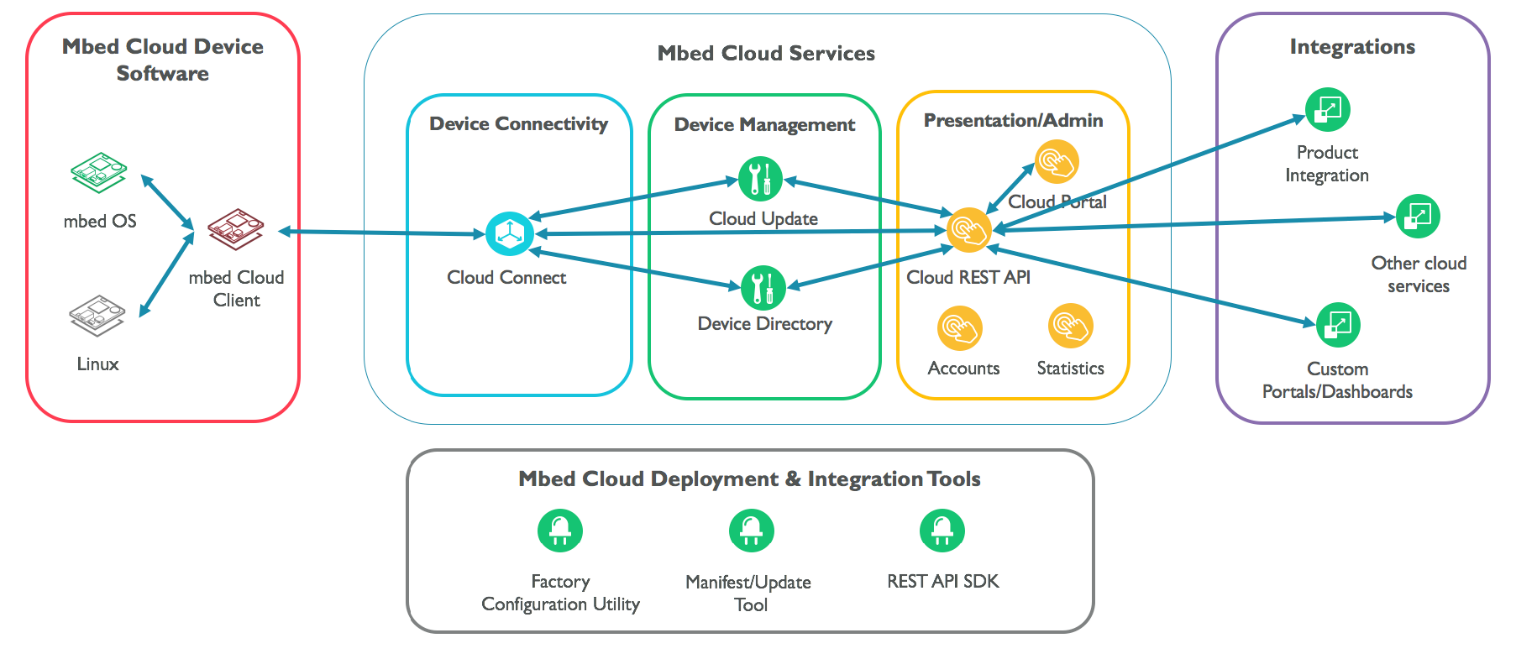 Mbed Cloud Device
Software
mbed OS
mbed Cloud
Client
Linux
Mbed Cloud Services
Device Connectivity
Cloud Connect
Device Management
Cloud Update
Device Directory
Presentation/Admin
Cloud Portal
Cloud REST API
Accounts
Statistics
Integrations
Product
Integration
Other cloud
services
Custom
Portals/Dashboards
Mbed Cloud Deployment & Integration Tools
Factory
Configuration Utility
Manifest/Update
Tool
REST API SDK